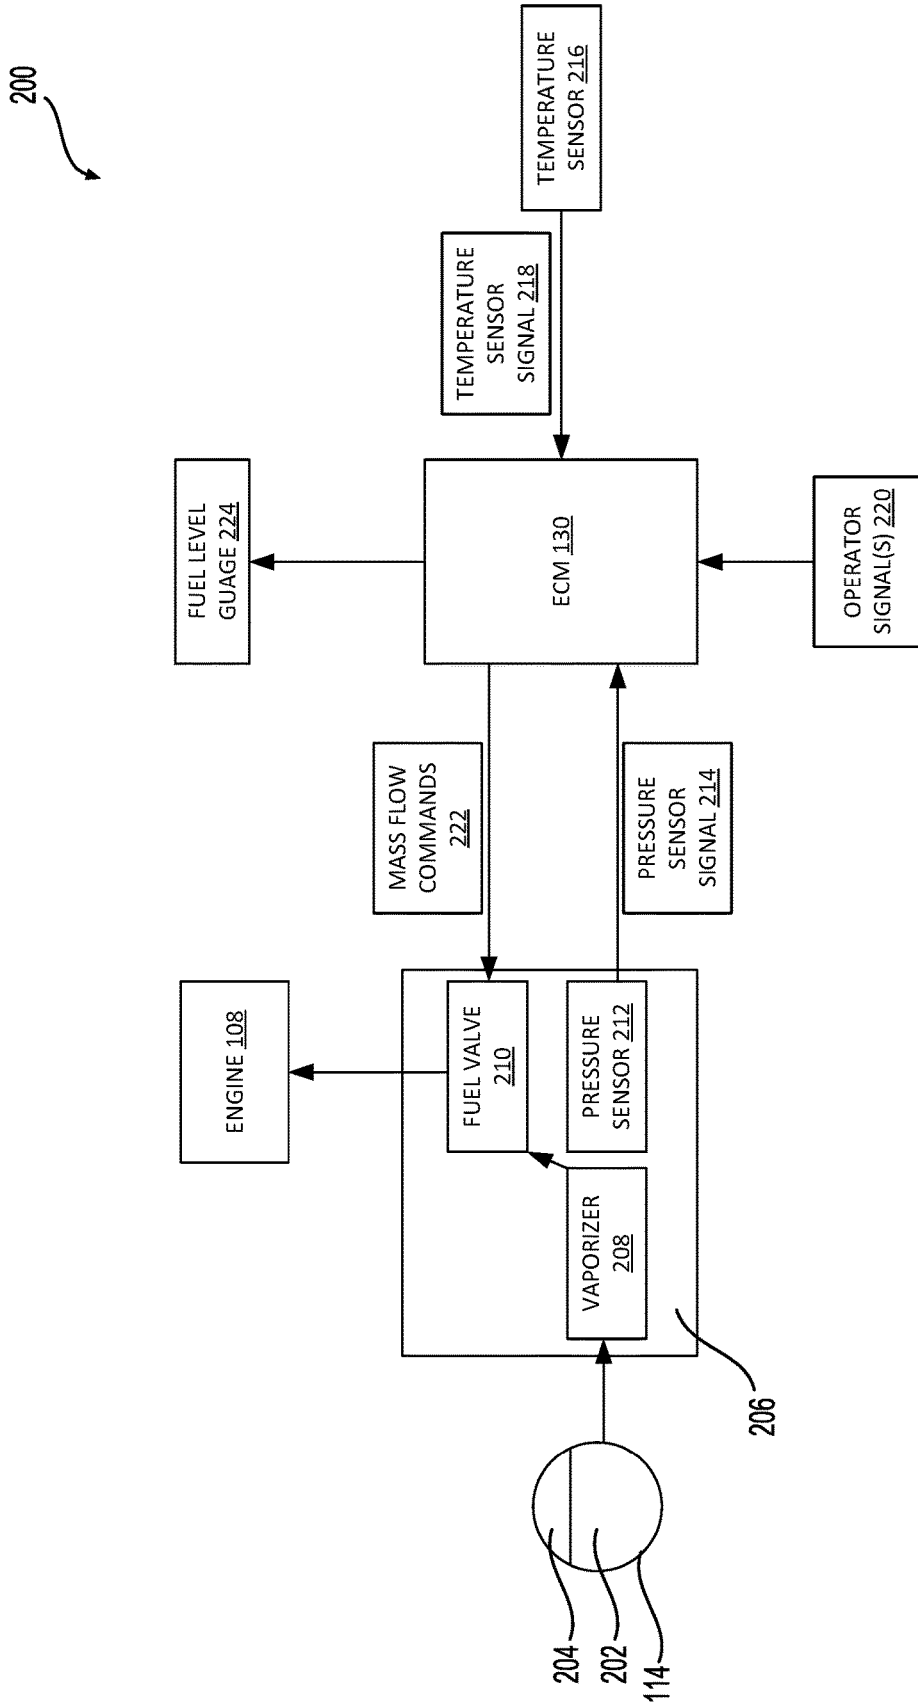 200
ENGINE 108
FUEL LEVEL
GUAGE 224
MASS FLOW
COMMANDS
222
TEMPERATURE
SENSOR
SIGNAL 218
TEMPERATURE
SENSOR 216
FUEL VALVE
210
ECM 130
204
202
114
VAPORIZER
208
PRESSURE
SENSOR 212
PRESSURE
SENSOR
SIGNAL 214
206
OPERATOR
SIGNAL(S) 220